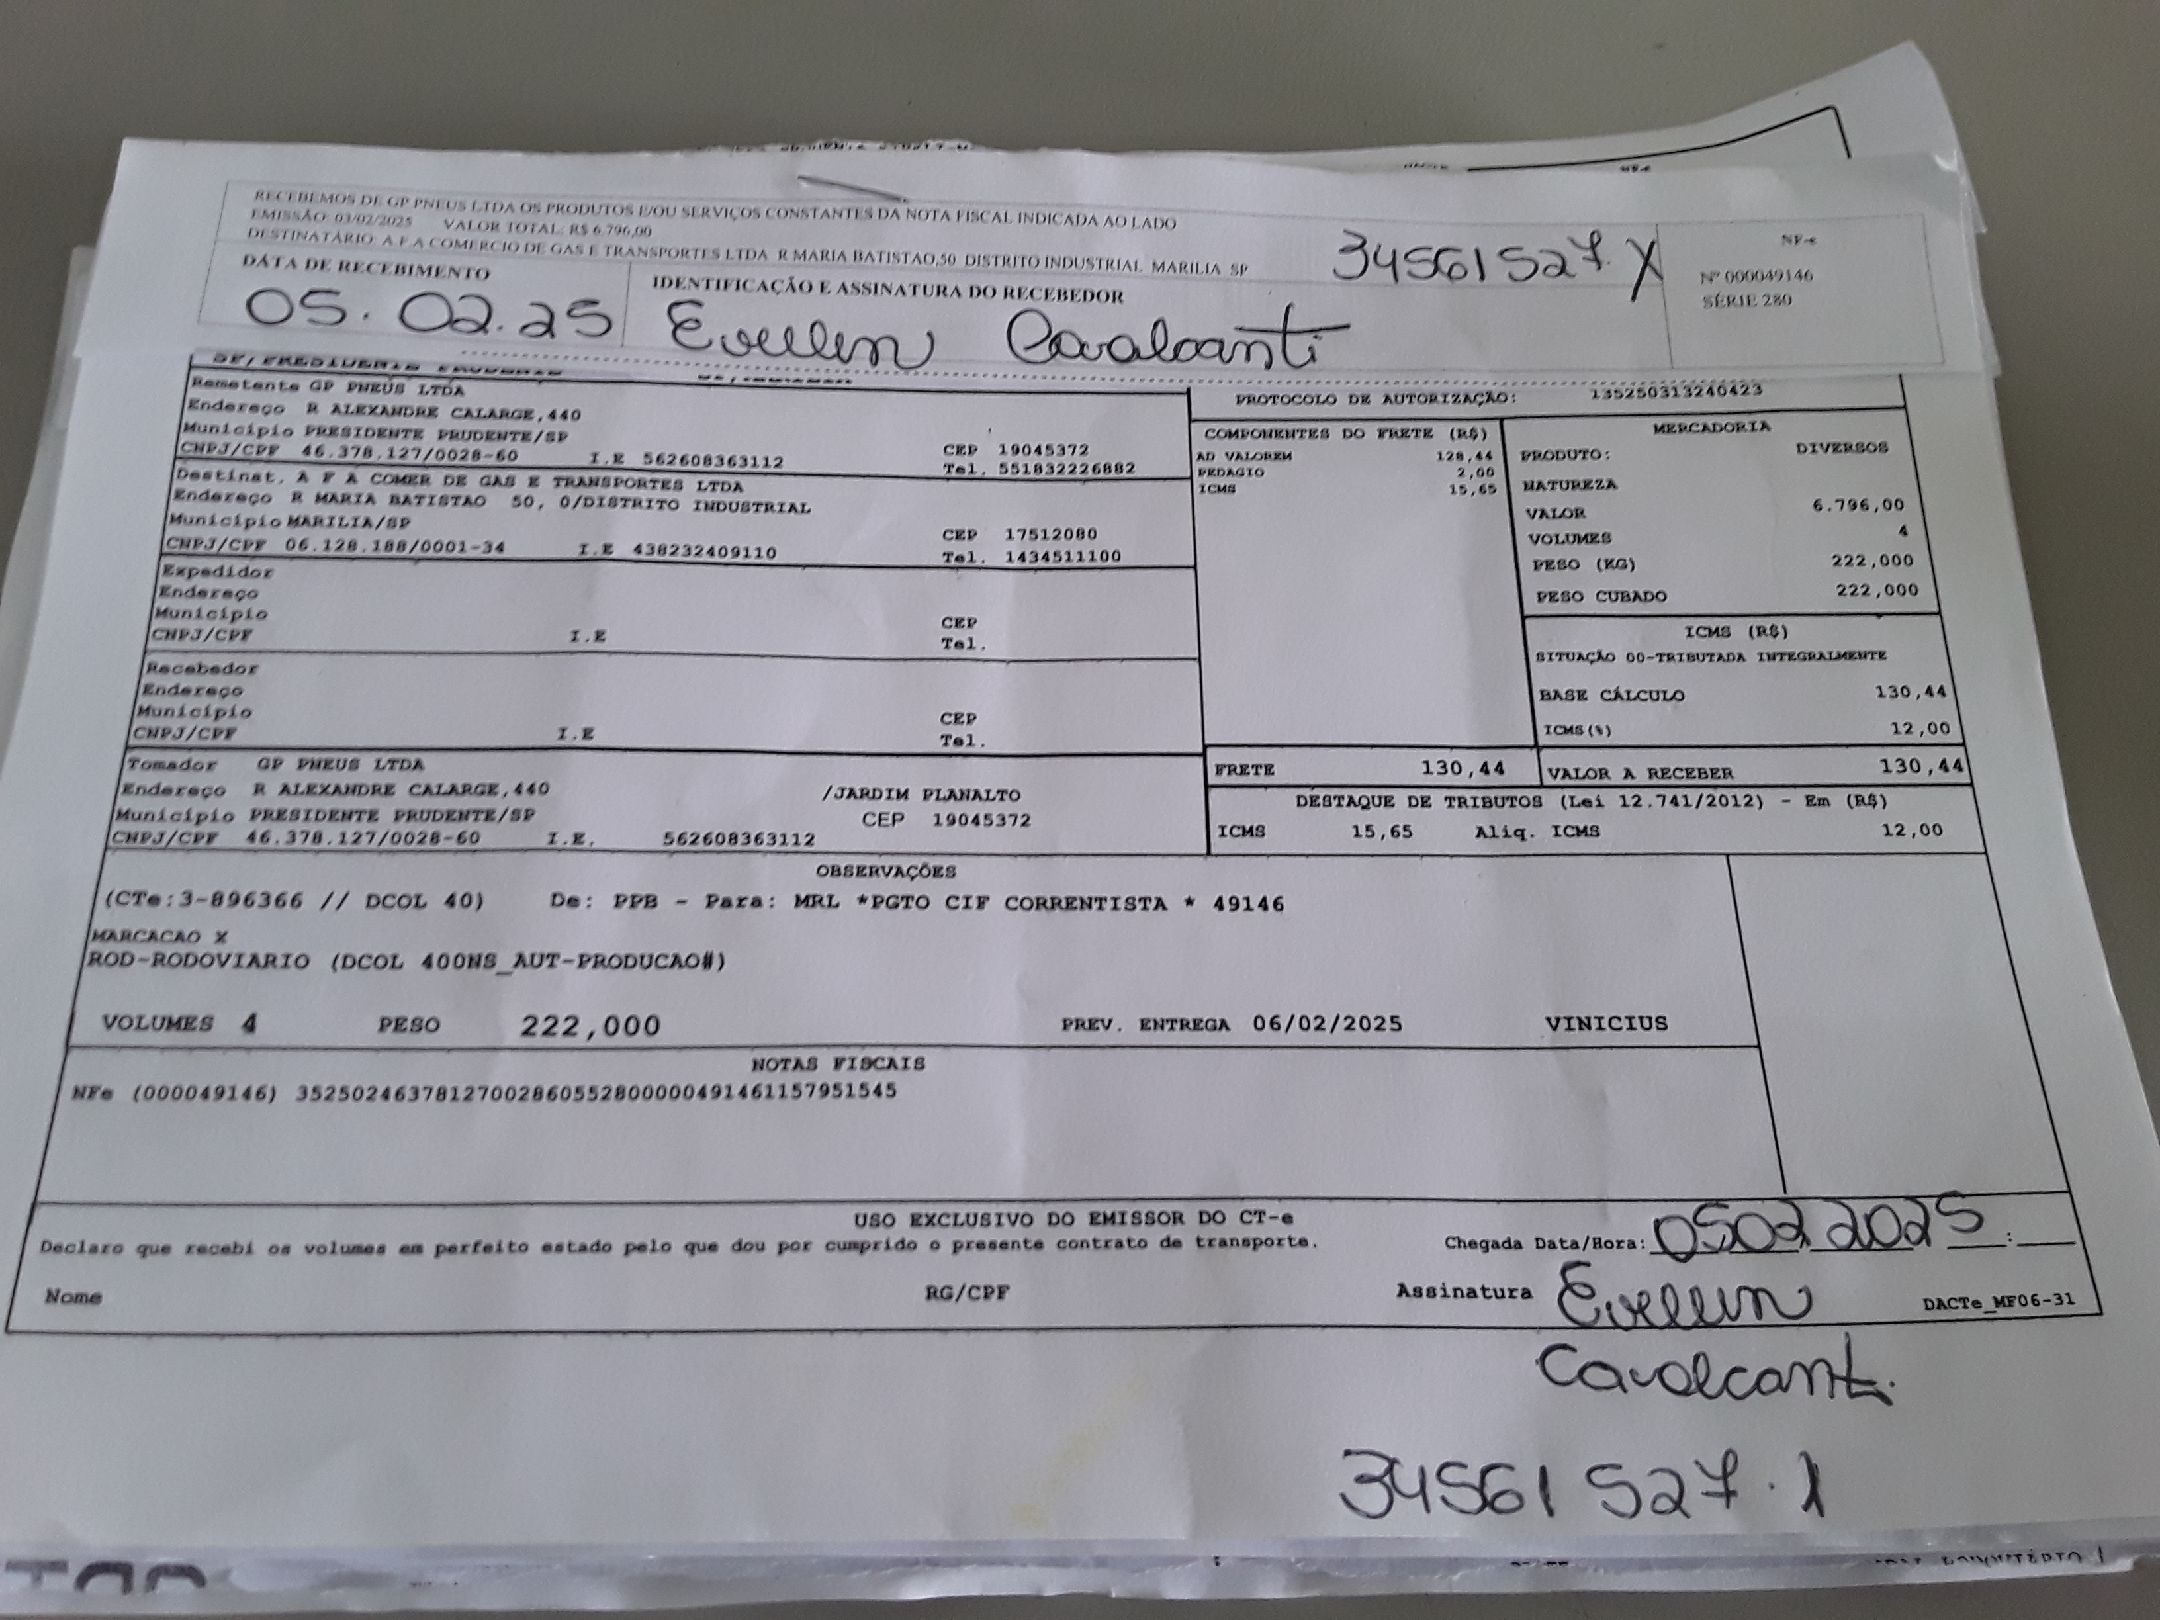 RECEBEMOS DE GP PNEUS LTDA OS PRODUTOS E/OU SERVIÇOS CONSTANTES DA NOTA FISCAL INDICADA AO LADO
EMISSÃO: 03/02/2025 VALOR TOTAL: R$ 6.796,00
DESTINATÁRIO: A F A COMERCIO DE GAS E TRANSPORTES LTDA R MARIA BATISTAO,50 DISTRITO INDUSTRIAL MARILIA SP
34561527.X
NF-e
Nº 000049146
SÉRIE 280
DATA DE RECEBIMENTO
05.02.25
IDENTIFICAÇÃO E ASSINATURA DO RECEBEDOR
Evellen Cavalcanti
Remetente GP PNEUS LTDA
Endereço R ALEXANDRE CALARGE,440
Município PRESIDENTE PRUDENTE/SP
CEP 19045372
CNPJ/CPF 46.378.127/0028-60 I.E 562608363112
Tel. 551832226882
Destinat. A F A COMER DE GAS E TRANSPORTES LTDA
Endereço R MARIA BATISTAO 50, 0/DISTRITO INDUSTRIAL
Município MARILIA/SP
CEP 17512080
CNPJ/CPF 06.128.188/0001-34 I.E 438232409110
Tel. 1434511100
Expedidor
Endereço
Município
CEP
CNPJ/CPF I.E
Tel.
Recebedor
Endereço
Município
CEP
CNPJ/CPF I.E
Tel.
Tomador GP PNEUS LTDA
Endereço R ALEXANDRE CALARGE,440 /JARDIM PLANALTO
Município PRESIDENTE PRUDENTE/SP CEP 19045372
CNPJ/CPF 46.378.127/0028-60 I.E. 562608363112
PROTOCOLO DE AUTORIZAÇÃO: 135250313240423
COMPONENTES DO FRETE (R$)
AD VALOREM 128,44
PEDAGIO 2,00
ICMS 15,65
MERCADORIA
PRODUTO: DIVERSOS
NATUREZA
VALOR 6.796,00
VOLUMES 4
PESO (KG) 222,000
PESO CUBADO 222,000
ICMS (R$)
SITUAÇÃO 00-TRIBUTADA INTEGRALMENTE
BASE CÁLCULO 130,44
ICMS(%) 12,00
FRETE 130,44
VALOR A RECEBER 130,44
DESTAQUE DE TRIBUTOS (Lei 12.741/2012) - Em (R$)
ICMS 15,65 Aliq. ICMS 12,00
OBSERVAÇÕES
(CTe:3-896366 // DCOL 40) De: PPB - Para: MRL *PGTO CIF CORRENTISTA * 49146
MARCACAO X
ROD-RODOVIARIO (DCOL 400NS_AUT-PRODUCAO#)
VOLUMES 4 PESO 222,000 PREV. ENTREGA 06/02/2025 VINICIUS
NOTAS FISCAIS
NFe (000049146) 35250246378127002860552800000491461157951545
USO EXCLUSIVO DO EMISSOR DO CT-e
Declaro que recebi os volumes em perfeito estado pelo que dou por cumprido o presente contrato de transporte.
Chegada Data/Hora: 05022025 :
Nome RG/CPF Assinatura Evellen
DACTe_MF06-31
Cavalcanti
34561527.X